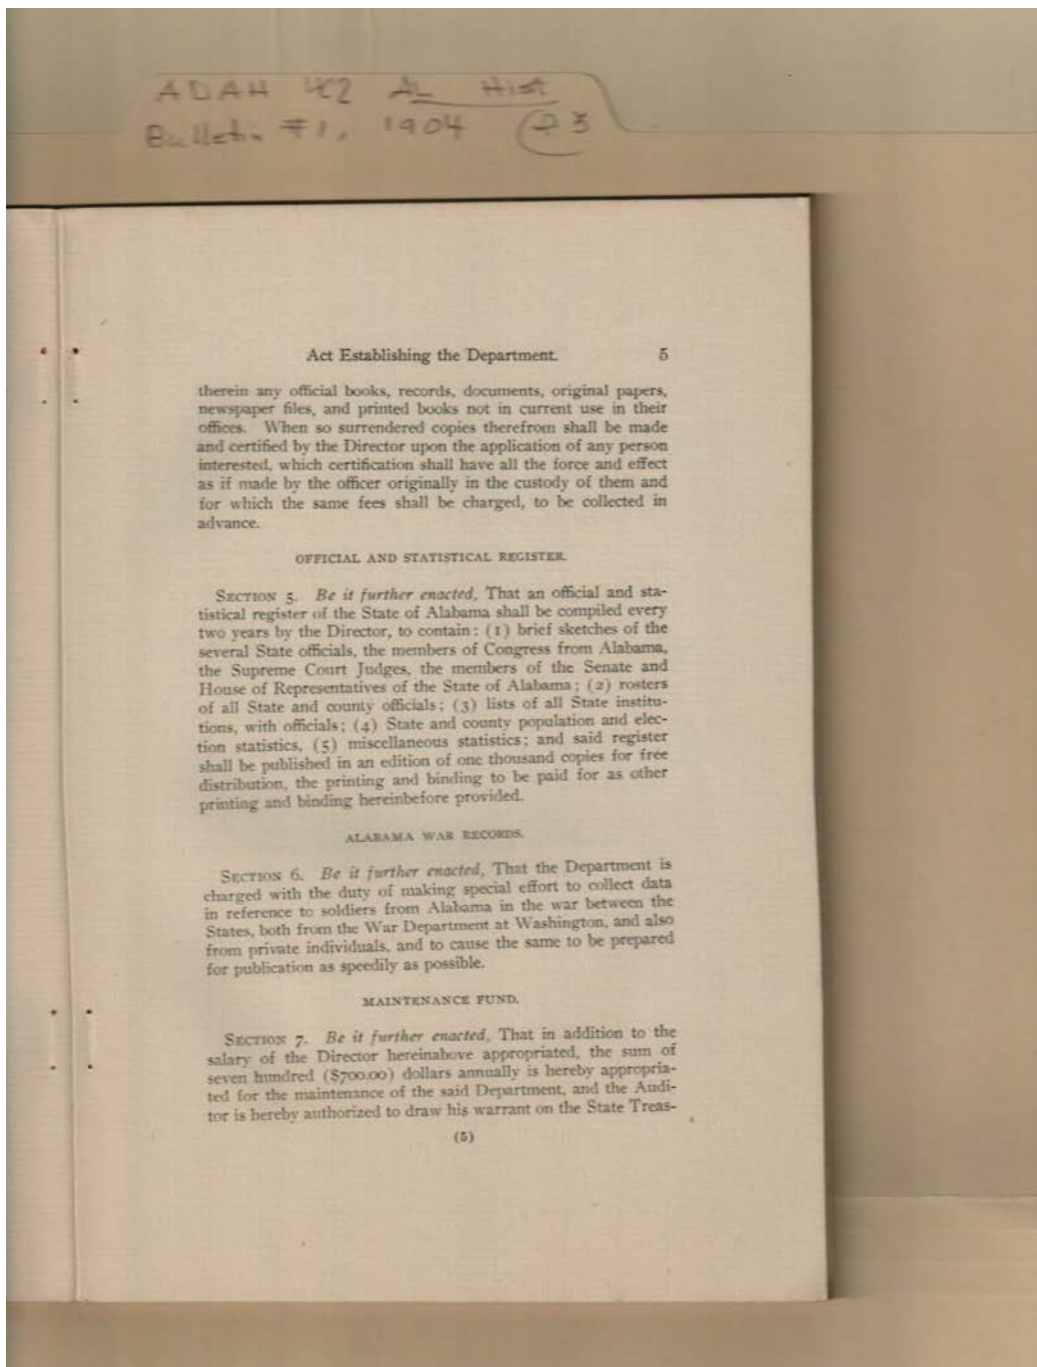 ADAH 4C2 AL Hist
Bulletin #1, 1904 P3
Act Establishing the Department. 5
therein any official books, records, documents, original papers,
newspaper files, and printed books not in current use in their
offices. When so surrendered copies therefrom shall be made
and certified by the Director upon the application of any person
interested, which certification shall have all the force and effect
as if made by the officer originally in the custody of them and
for which the same fees shall be charged, to be collected in
advance.
OFFICIAL AND STATISTICAL REGISTER.
SECTION 5. Be it further enacted, That an official and sta-
tistical register of the State of Alabama shall be compiled every
two years by the Director, to contain: (1) brief sketches of the
several State officials, the members of Congress from Alabama,
the Supreme Court Judges, the members of the Senate and
House of Representatives of the State of Alabama; (2) rosters
of all State and county officials; (3) lists of all State institu-
tions, with officials; (4) State and county population and elec-
tion statistics, (5) miscellaneous statistics; and said register
shall be published in an edition of one thousand copies for free
distribution, the printing and binding to be paid for as other
printing and binding hereinbefore provided.
ALABAMA WAR RECORDS.
SECTION 6. Be it further enacted, That the Department is
charged with the duty of making special effort to collect data
in reference to soldiers from Alabama in the war between the
States, both from the War Department at Washington, and also
from private individuals, and to cause the same to be prepared
for publication as speedily as possible.
MAINTENANCE FUND.
SECTION 7. Be it further enacted, That in addition to the
salary of the Director hereinabove appropriated, the sum of
seven hundred ($700.00) dollars annually is hereby appropria-
ted for the maintenance of the said Department, and the Audi-
tor is hereby authorized to draw his warrant on the State Treas-
(5)